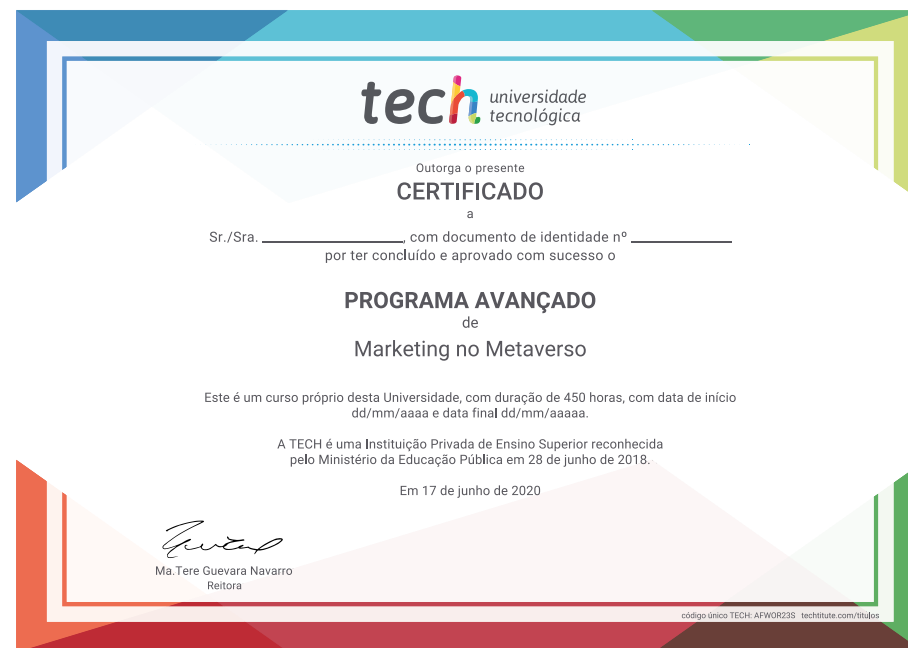 tech universidade
tecnológica
Outorga o presente
CERTIFICADO
a
Sr./Sra. ____________, com documento de identidade nº ____________
por ter concluído e aprovado com sucesso o
PROGRAMA AVANÇADO
de
Marketing no Metaverso
Este é um curso próprio desta Universidade, com duração de 450 horas, com data de início
dd/mm/aaaa e data final dd/mm/aaaaa.
A TECH é uma Instituição Privada de Ensino Superior reconhecida
pelo Ministério da Educação Pública em 28 de junho de 2018.
Em 17 de junho de 2020
Ma.Tere Guevara Navarro
Reitora
código único TECH: AFWOR23S techtitute.com/titulos